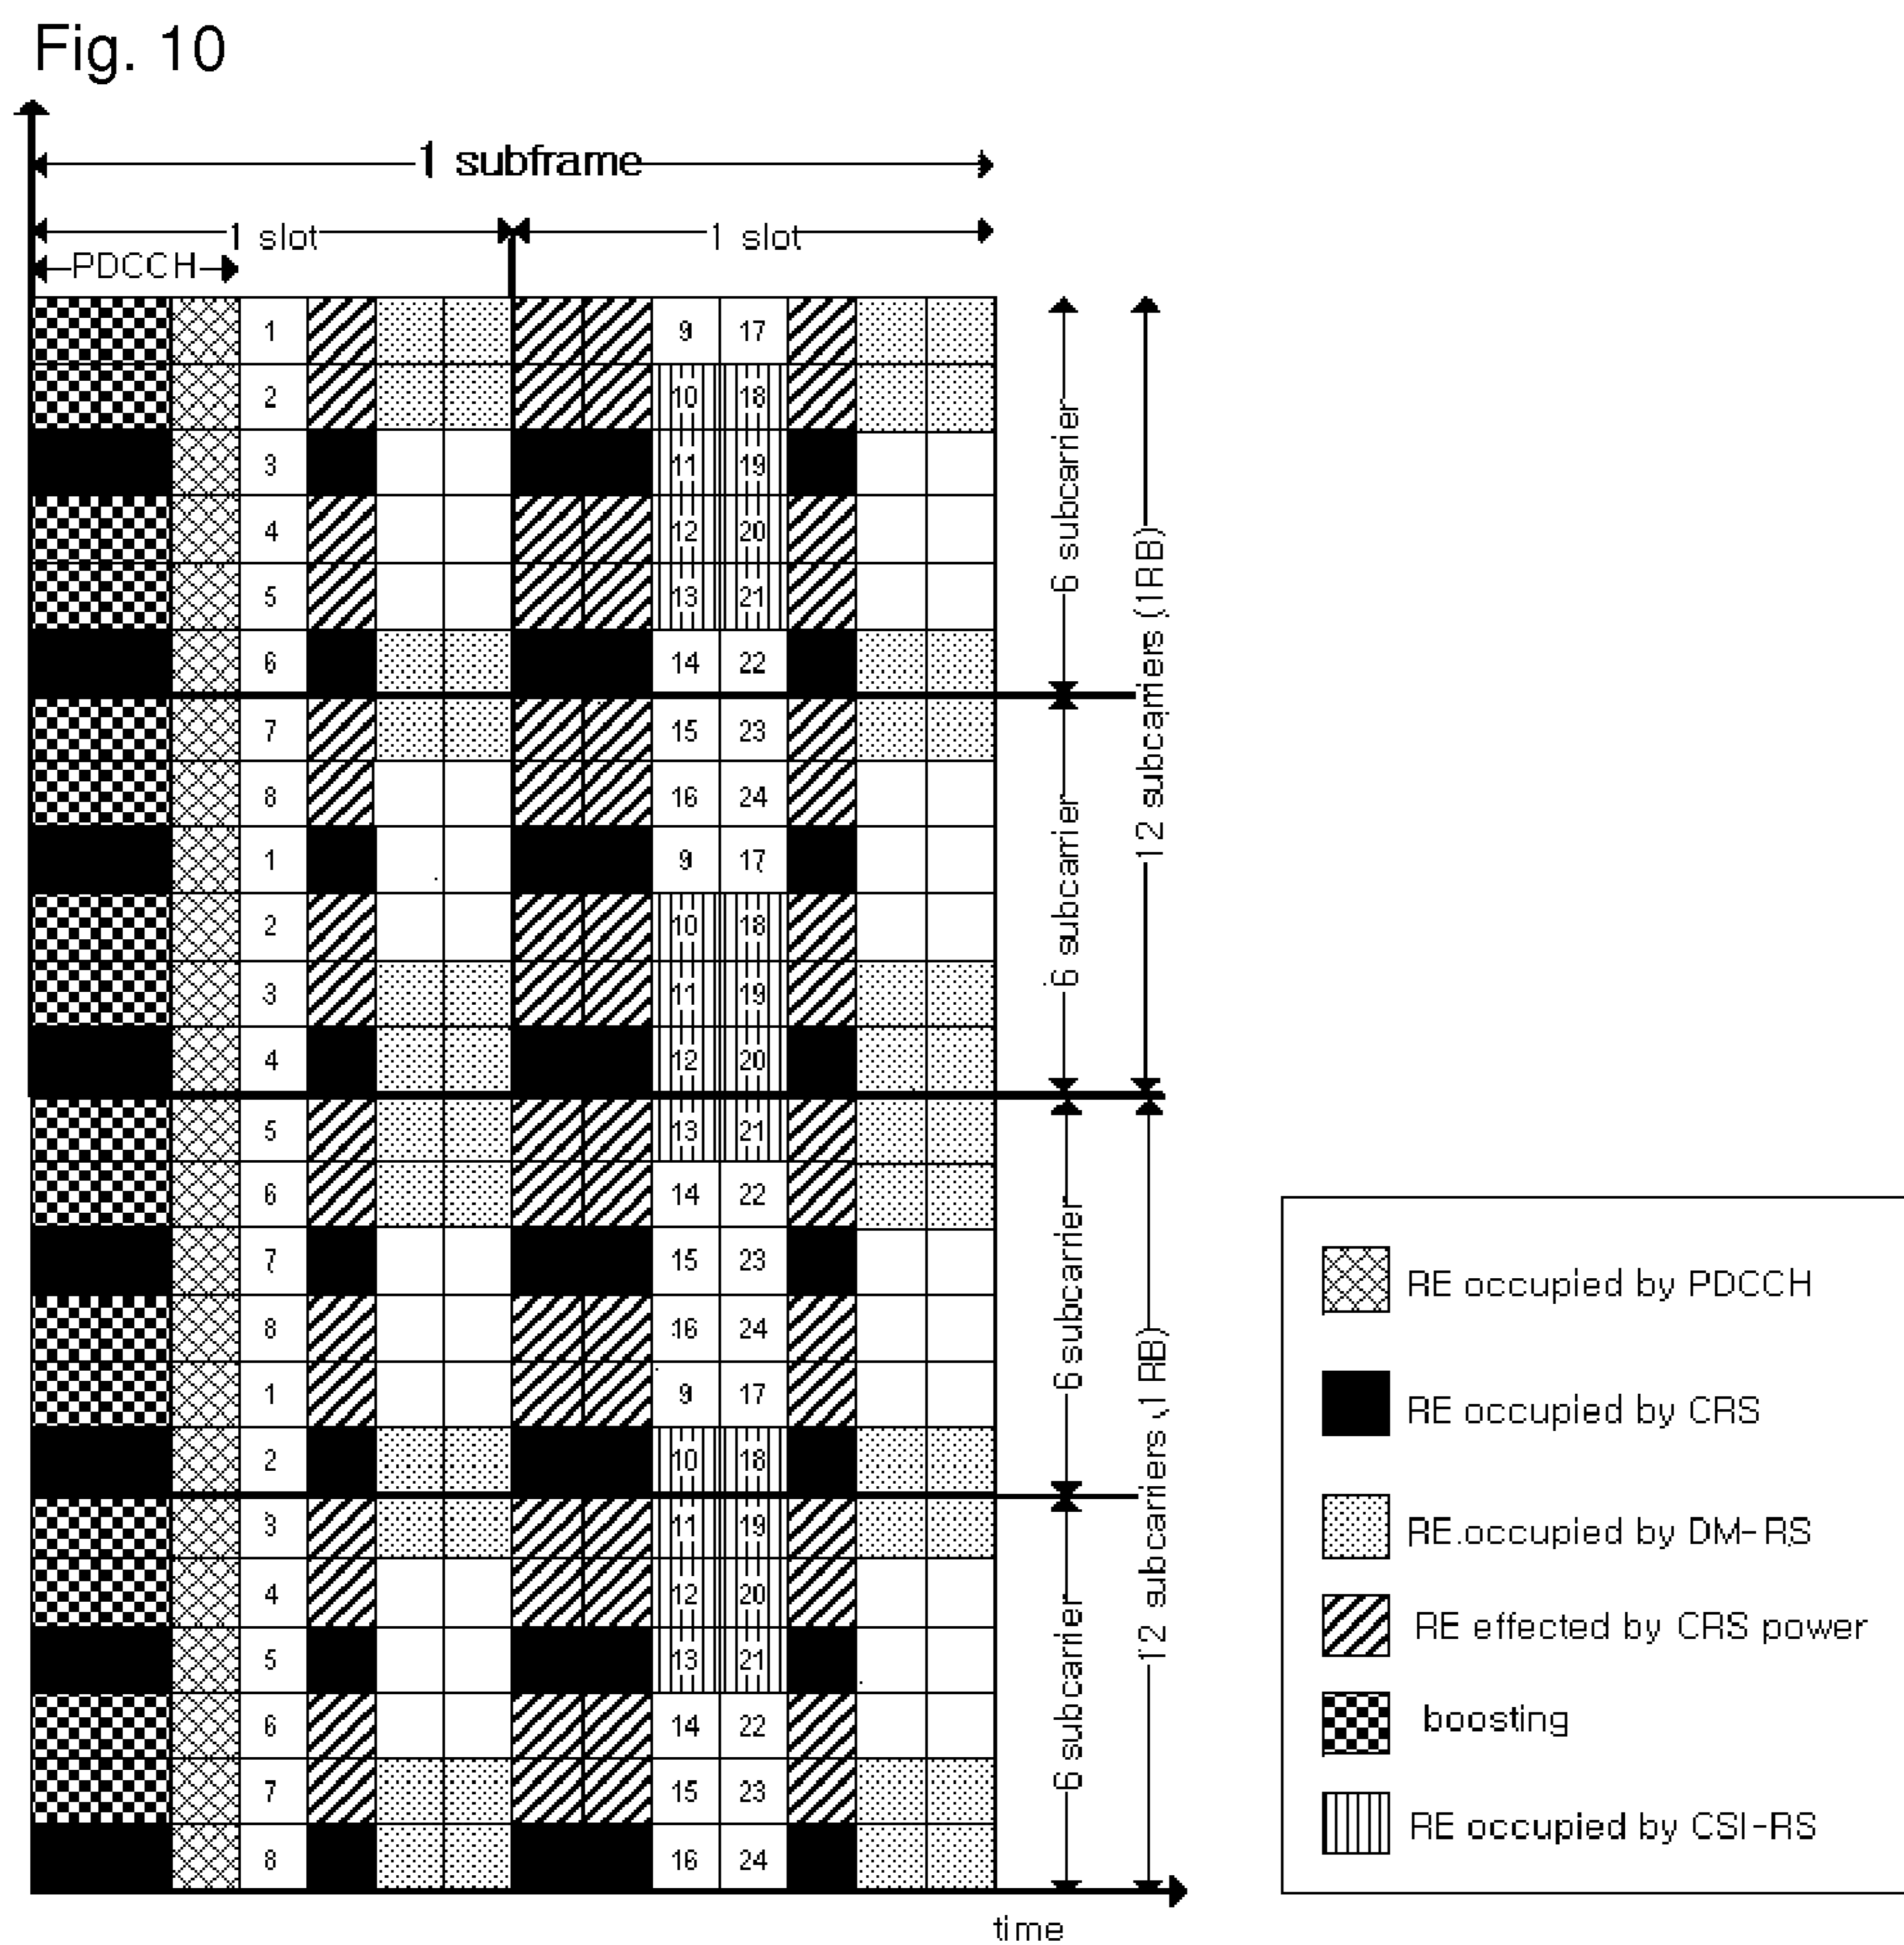 Fig. 10
1 subframe
1 slot 1 slot
PDCCH
1 9 17
2 10 18
3 11 19
4 12 20
5 13 21
6 14 22
7 15 23
8 16 24
1 9 17
2 10 18
3 11 19
4 12 20
5 13 21
6 14 22
7 15 23
8 16 24
1 9 17
2 10 18
3 11 19
4 12 20
5 13 21
6 14 22
7 15 23
8 16 24
6 subcarrier
6 subcarrier
6 subcarrier
6 subcarrier
12 subcarriers (1RB)
12 subcarriers (1 RB)
time
RE occupied by PDCCH
RE occupied by CRS
RE occupied by DM-RS
RE effected by CRS power
boosting
RE occupied by CSI-RS